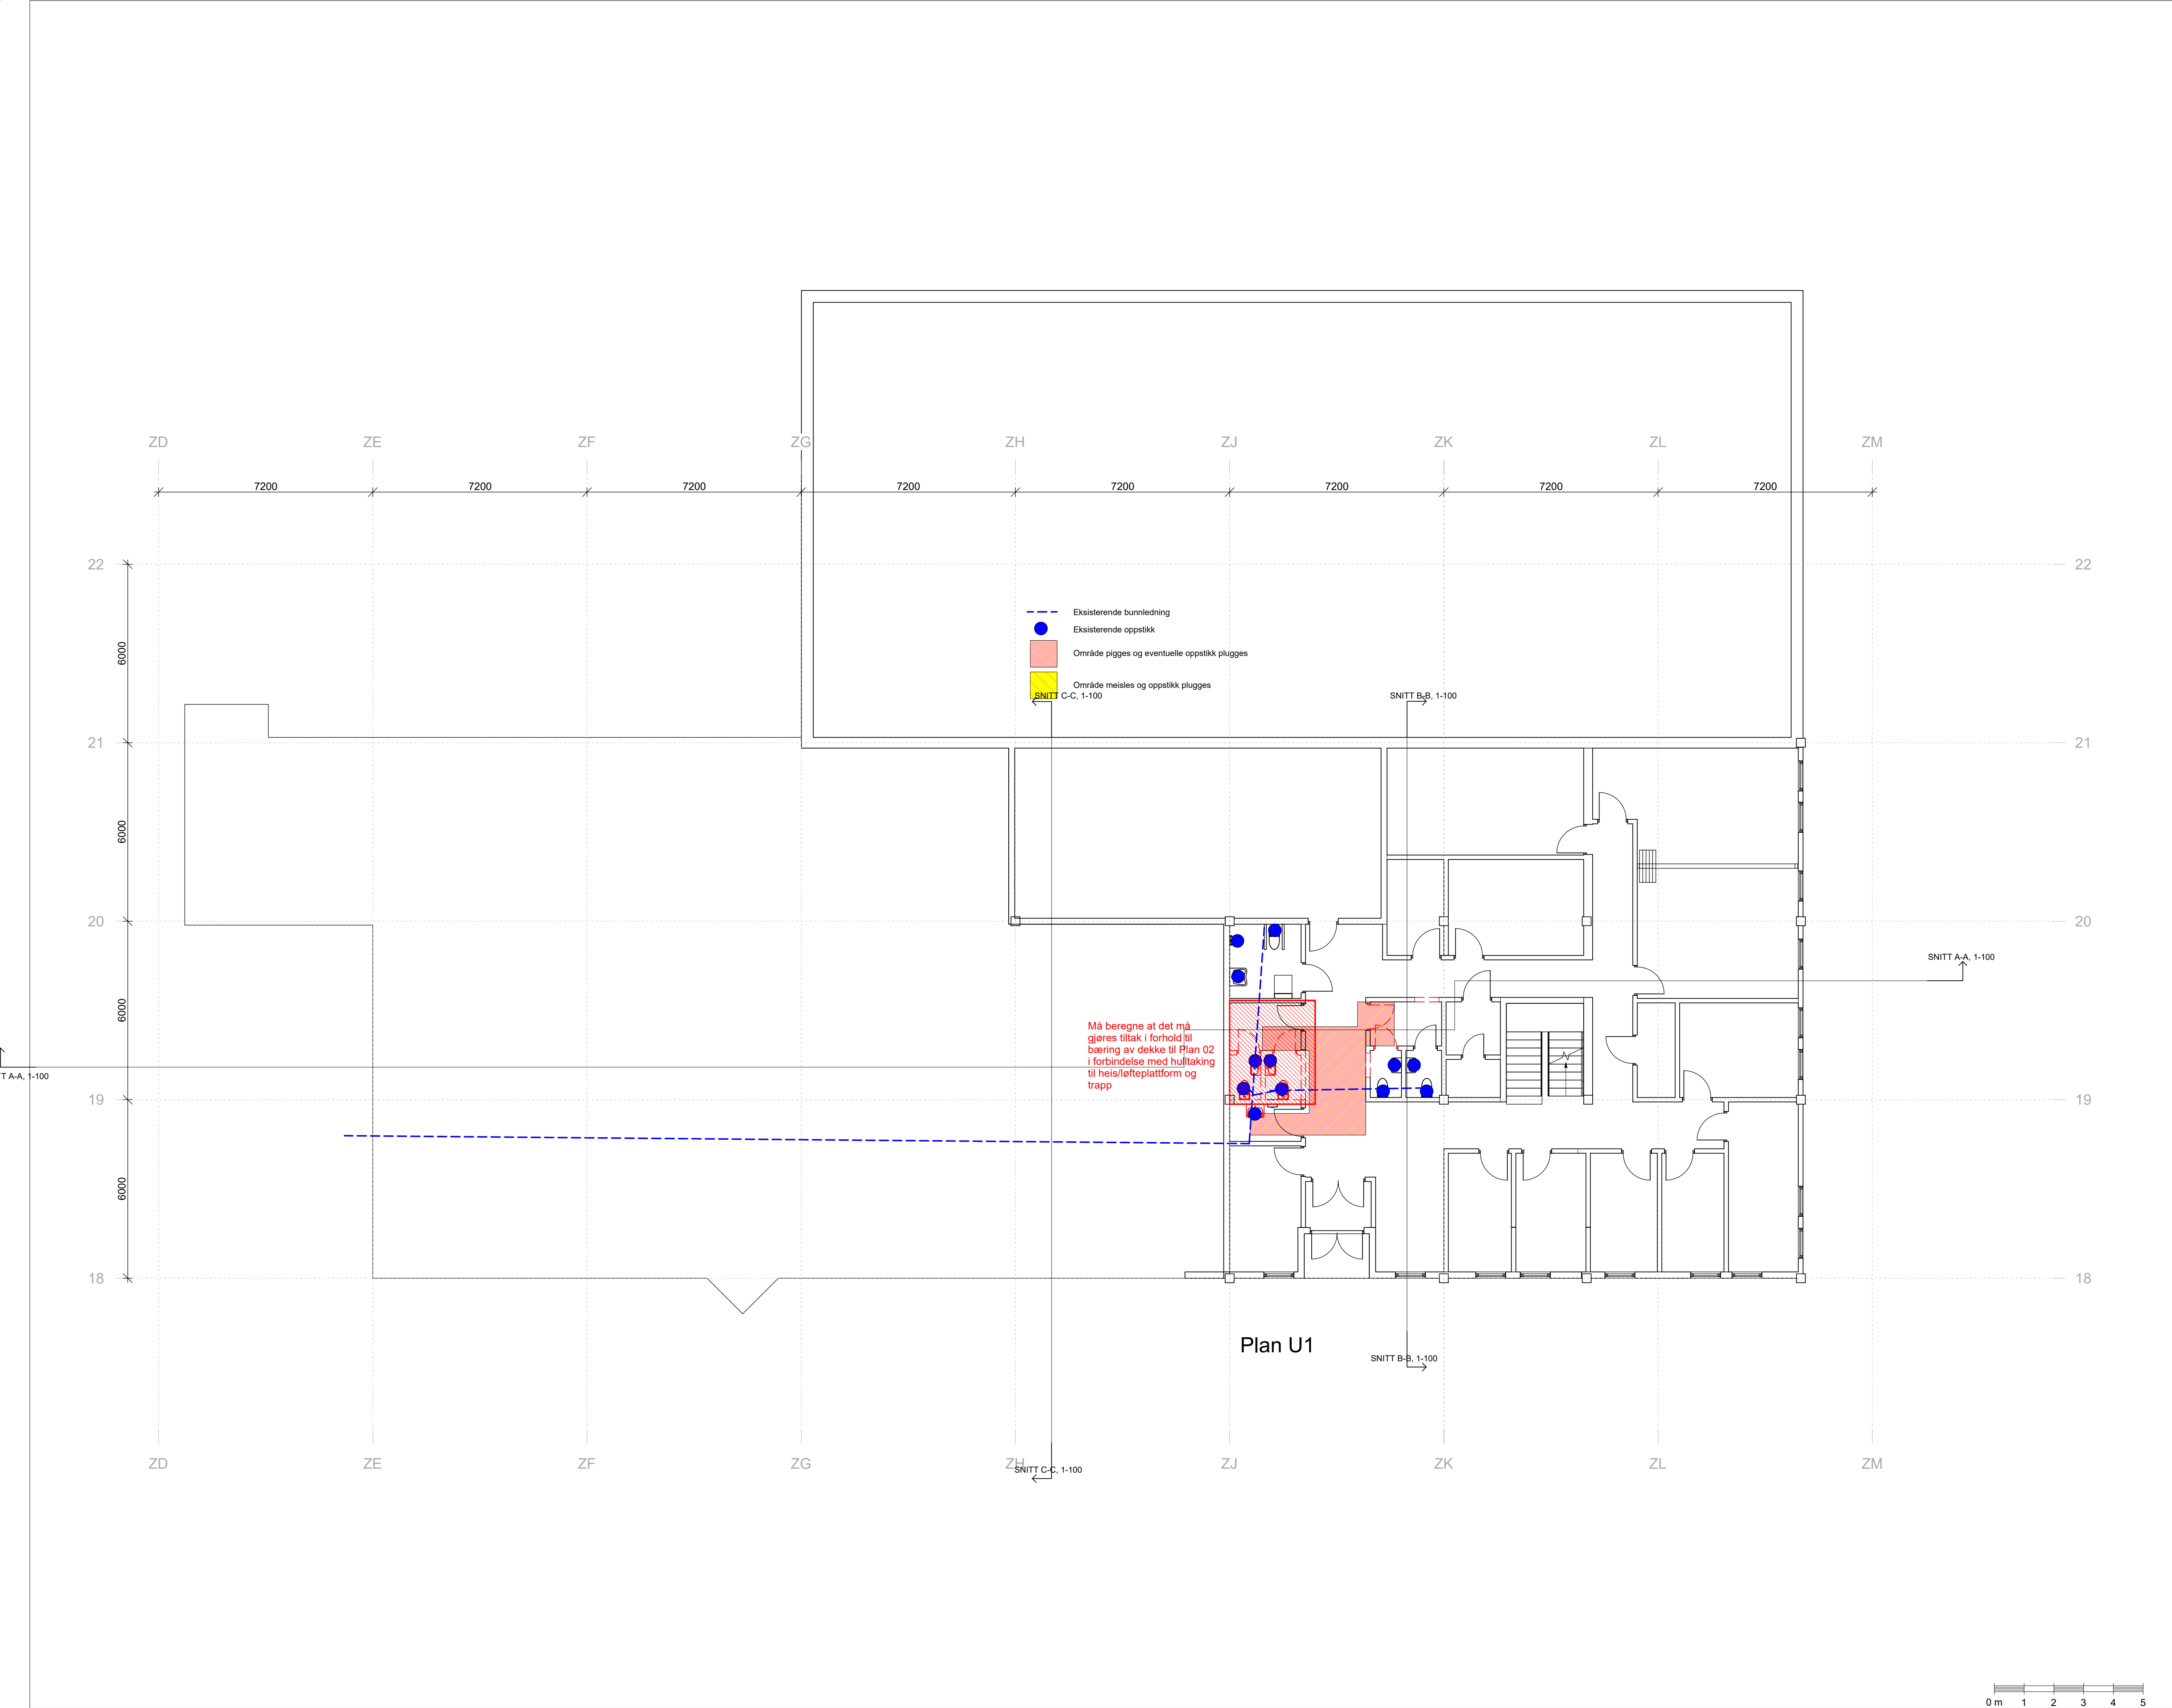 ZD ZE ZF ZG ZH ZJ ZK ZL ZM
7200 7200 7200 7200 7200 7200 7200 7200
22 22
Eksisterende bunnledning
Eksisterende oppstikk
6000
Område pigges og eventuelle oppstikk plugges
Område meisles og oppstikk plugges
SNITT C-C, 1-100 SNITT B-B, 1-100
21 21
6000
20 20
SNITT A-A, 1-100
6000
Må beregne at det må
gjøres tiltak i forhold til
bæring av dekke til Plan 02
i forbindelse med hulltaking
til heis/løfteplattform og
trapp
T A-A, 1-100
19 19
6000
18 18
Plan U1
SNITT B-B, 1-100
ZD ZE ZF ZG ZH ZJ ZK ZL ZM
SNITT C-C, 1-100
0 m 1 2 3 4 5